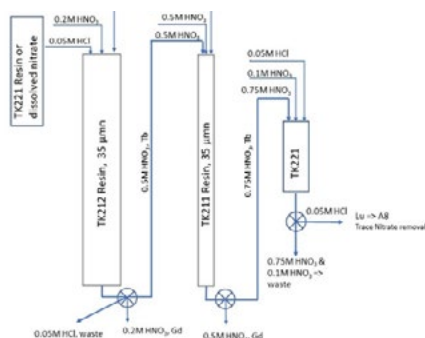 0.2M HNO₃
0.05M HCl
TK221 Resin or
dissolved nitrate
TK212 Resin, 35 µmn
0.05M HCl, waste
0.2M HNO₃, Gd
0.5M HNO₃, Tb
0.5M HNO₃
0.5M HNO₃
TK211 Resin, 35 µmn
0.5M HNO₃, Gd
0.75M HNO₃, Tb
0.05M HCl
0.1M HNO₃
0.75M HNO₃
TK221
0.05M HCl
Lu -> A8
Trace Nitrate removal
0.75M HNO₃ &
0.1M HNO₃ ->
waste